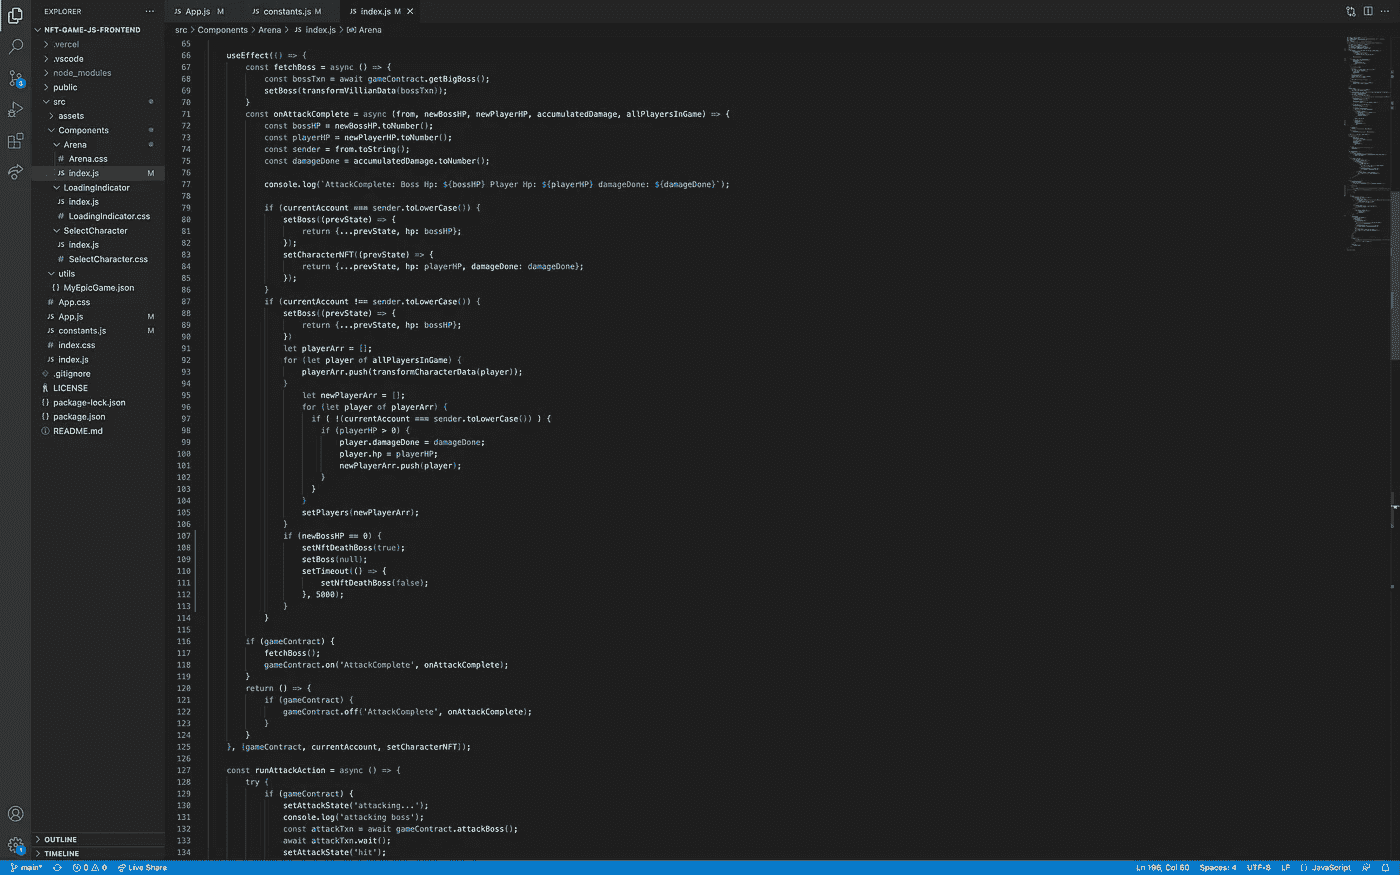 EXPLORER ...
NFT-GAME-JS-FRONTEND
.vercel
.vscode
node_modules
public
src
assets
Components
Arena
# Arena.css
JS index.js M
LoadingIndicator
JS index.js
# LoadingIndicator.css
SelectCharacter
JS index.js
# SelectCharacter.css
utils
{} MyEpicGame.json
# App.css
JS App.js M
JS constants.js M
# index.css
JS index.js
.gitignore
LICENSE
{} package-lock.json
{} package.json
README.md
OUTLINE
TIMELINE
JS App.js M JS constants.js M JS index.js M ×
src > Components > Arena > JS index.js > Arena
65
66 useEffect(() => {
67 const fetchBoss = async () => {
68 const bossTxn = await gameContract.getBigBoss();
69 setBoss(transformVillianData(bossTxn));
70 }
71 const onAttackComplete = async (from, newBossHP, newPlayerHP, accumulatedDamage, allPlayersInGame) => {
72 const bossHP = newBossHP.toNumber();
73 const playerHP = newPlayerHP.toNumber();
74 const sender = from.toString();
75 const damageDone = accumulatedDamage.toNumber();
76
77 console.log(`AttackComplete: Boss Hp: ${bossHP} Player Hp: ${playerHP} damageDone: ${damageDone}`);
78
79 if (currentAccount === sender.toLowerCase()) {
80 setBoss((prevState) => {
81 return {...prevState, hp: bossHP};
82 });
83 setCharacterNFT((prevState) => {
84 return {...prevState, hp: playerHP, damageDone: damageDone};
85 });
86 }
87 if (currentAccount !== sender.toLowerCase()) {
88 setBoss((prevState) => {
89 return {...prevState, hp: bossHP};
90 })
91 let playerArr = [];
92 for (let player of allPlayersInGame) {
93 playerArr.push(transformCharacterData(player));
94 }
95 let newPlayerArr = [];
96 for (let player of playerArr) {
97 if ( !(currentAccount === sender.toLowerCase()) ) {
98 if (playerHP > 0) {
99 player.damageDone = damageDone;
100 player.hp = playerHP;
101 newPlayerArr.push(player);
102 }
103 }
104 }
105 setPlayers(newPlayerArr);
106 }
107 if (newBossHP == 0) {
108 setNftDeathBoss(true);
109 setBoss(null);
110 setTimeout(() => {
111 setNftDeathBoss(false);
112 }, 5000);
113 }
114 }
115
116 if (gameContract) {
117 fetchBoss();
118 gameContract.on('AttackComplete', onAttackComplete);
119 }
120 return () => {
121 if (gameContract) {
122 gameContract.off('AttackComplete', onAttackComplete);
123 }
124 }
125 }, [gameContract, currentAccount, setCharacterNFT]);
126
127 const runAttackAction = async () => {
128 try {
129 if (gameContract) {
130 setAttackState('attacking...');
131 console.log('attacking boss');
132 const attackTxn = await gameContract.attackBoss();
133 await attackTxn.wait();
134 setAttackState('hit');
main* 0 0 Live Share Ln 196, Col 60 Spaces: 4 UTF-8 LF {} JavaScript